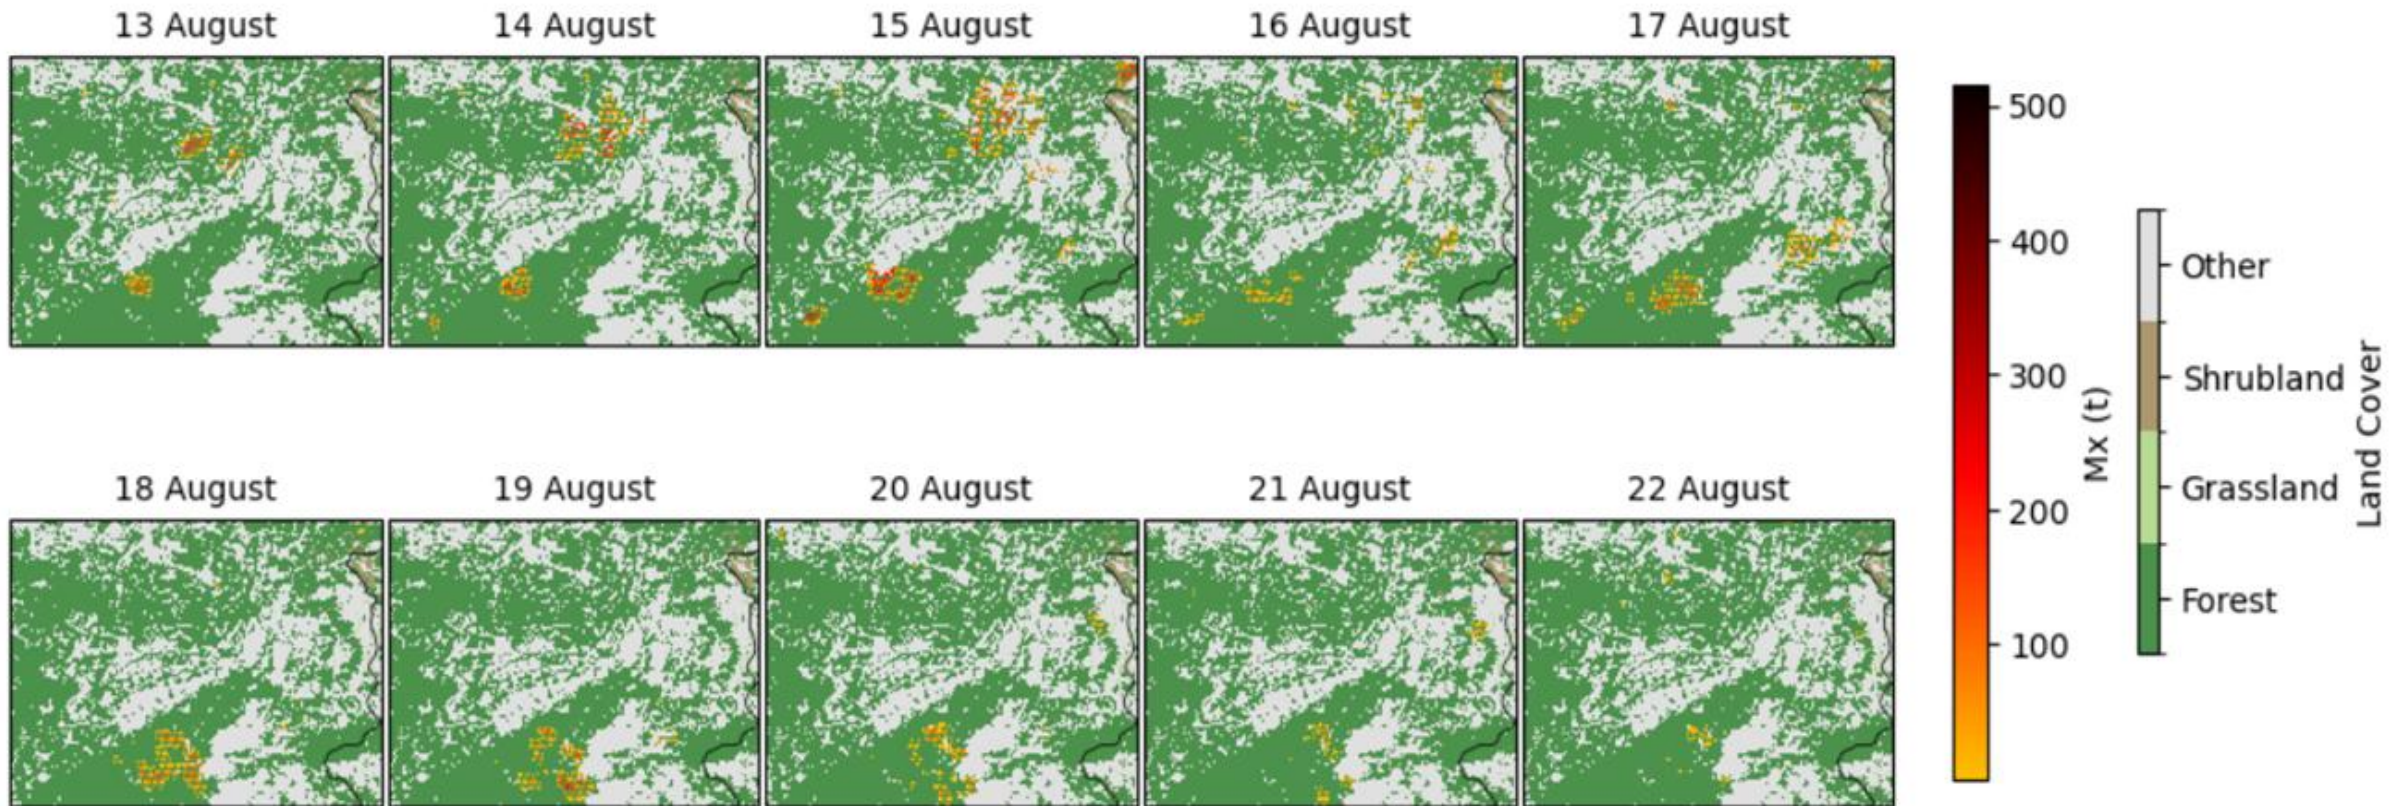 13 August
14 August
15 August
16 August
17 August
500
400
300
200
100
Mx (t)
Other
Shrubland
Grassland
Forest
Land Cover
18 August
19 August
20 August
21 August
22 August